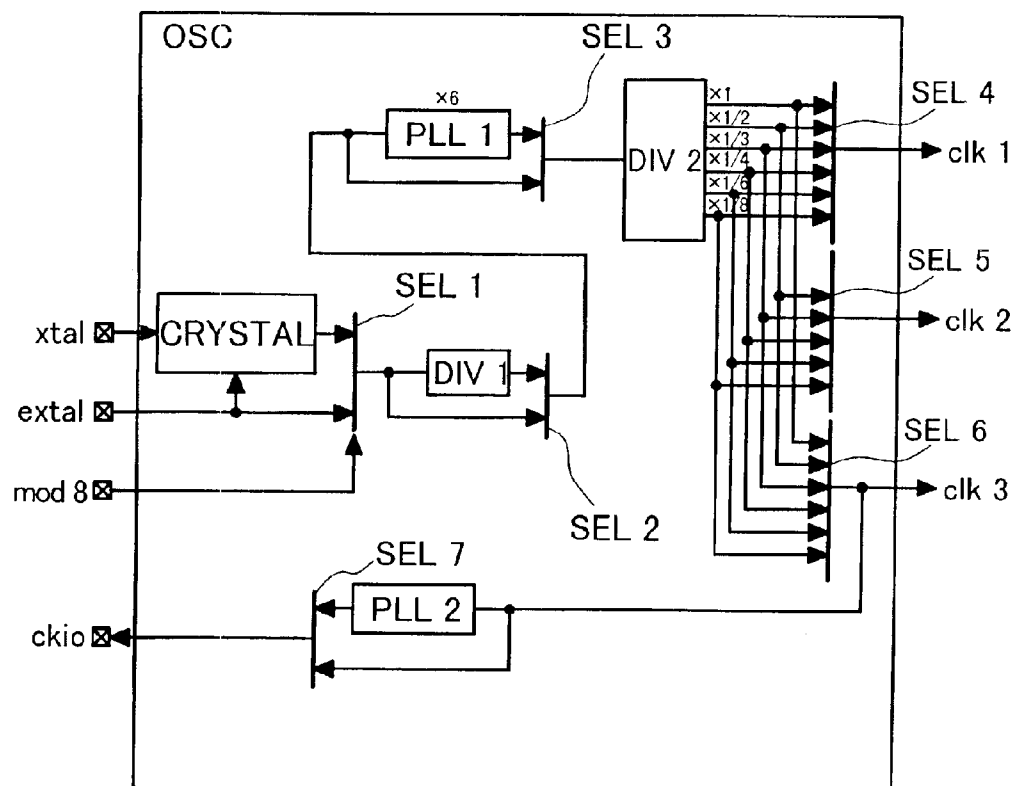 OSC
SEL 3
×6
PLL 1
DIV 2
×1
×1/2
×1/3
×1/4
×1/6
×1/8
SEL 4
clk 1
SEL 1
SEL 5
xtal
CRYSTAL
clk 2
DIV 1
extal
SEL 6
mod 8
clk 3
SEL 2
SEL 7
PLL 2
ckio